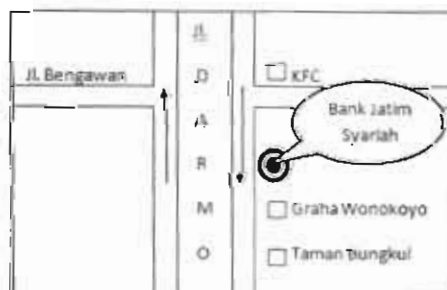 Jl.
Jl. Bengawan
D
KFC
Bank Jatim
Syariah
A
R
M
Graha Wonokoyo
O
Taman Bungkul